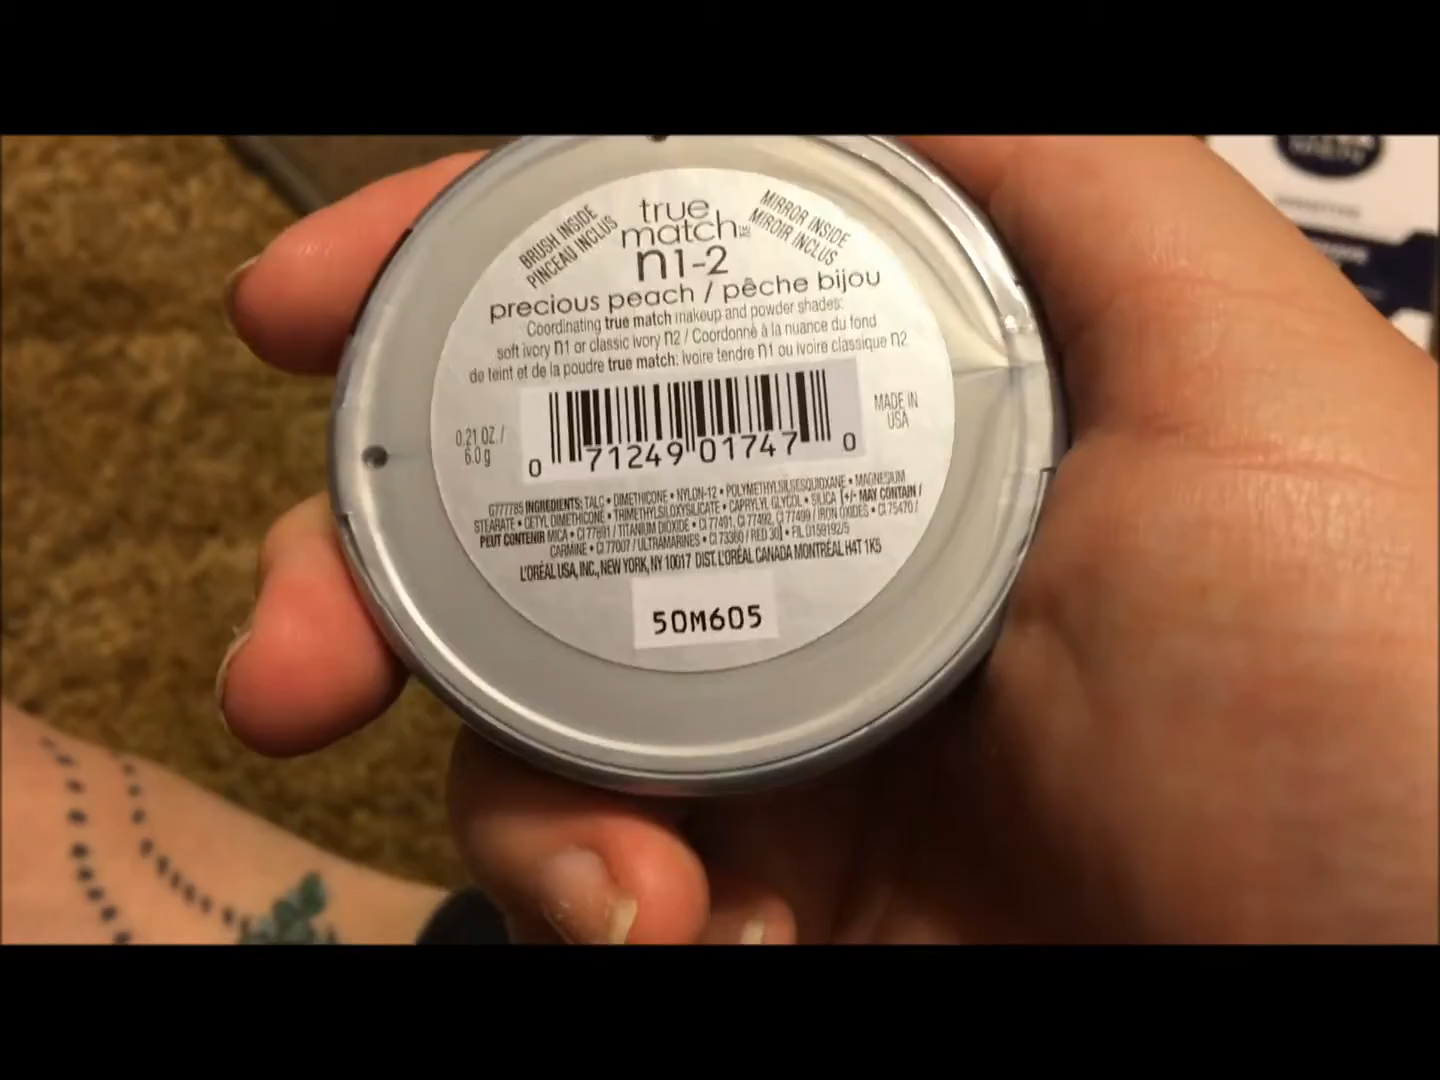 BRUSH INSIDE
PINCEAU INCLUS
true
match
MIRROR INSIDE
MIROIR INCLUS
n1-2
precious peach / pêche bijou
Coordinating true match makeup and powder shades:
soft ivory n1 or classic ivory n2 / Coordonné à la nuance du fond
de teint et de la poudre true match: ivoire tendre n1 ou ivoire classique n2
0.21 OZ. /
6.0 g
MADE IN
USA
0 71249 01747 0
G777785 INGREDIENTS: TALC • DIMETHICONE • NYLON-12 • POLYMETHYLSILSESQUIOXANE • MAGNESIUM
STEARATE • CETYL DIMETHICONE • TRIMETHYLSILOXYSILICATE • CAPRYLYL GLYCOL • SILICA [+/- MAY CONTAIN /
PEUT CONTENIR MICA • CI 77891 / TITANIUM DIOXIDE • CI 77491, CI 77492, CI 77499 / IRON OXIDES • CI 75470 /
CARMINE • CI 77007 / ULTRAMARINES • CI 73360 / RED 30] • FIL D159192/5
L'ORÉAL USA, INC., NEW YORK, NY 10017 DIST. L'ORÉAL CANADA MONTRÉAL H4T 1K5
50M605